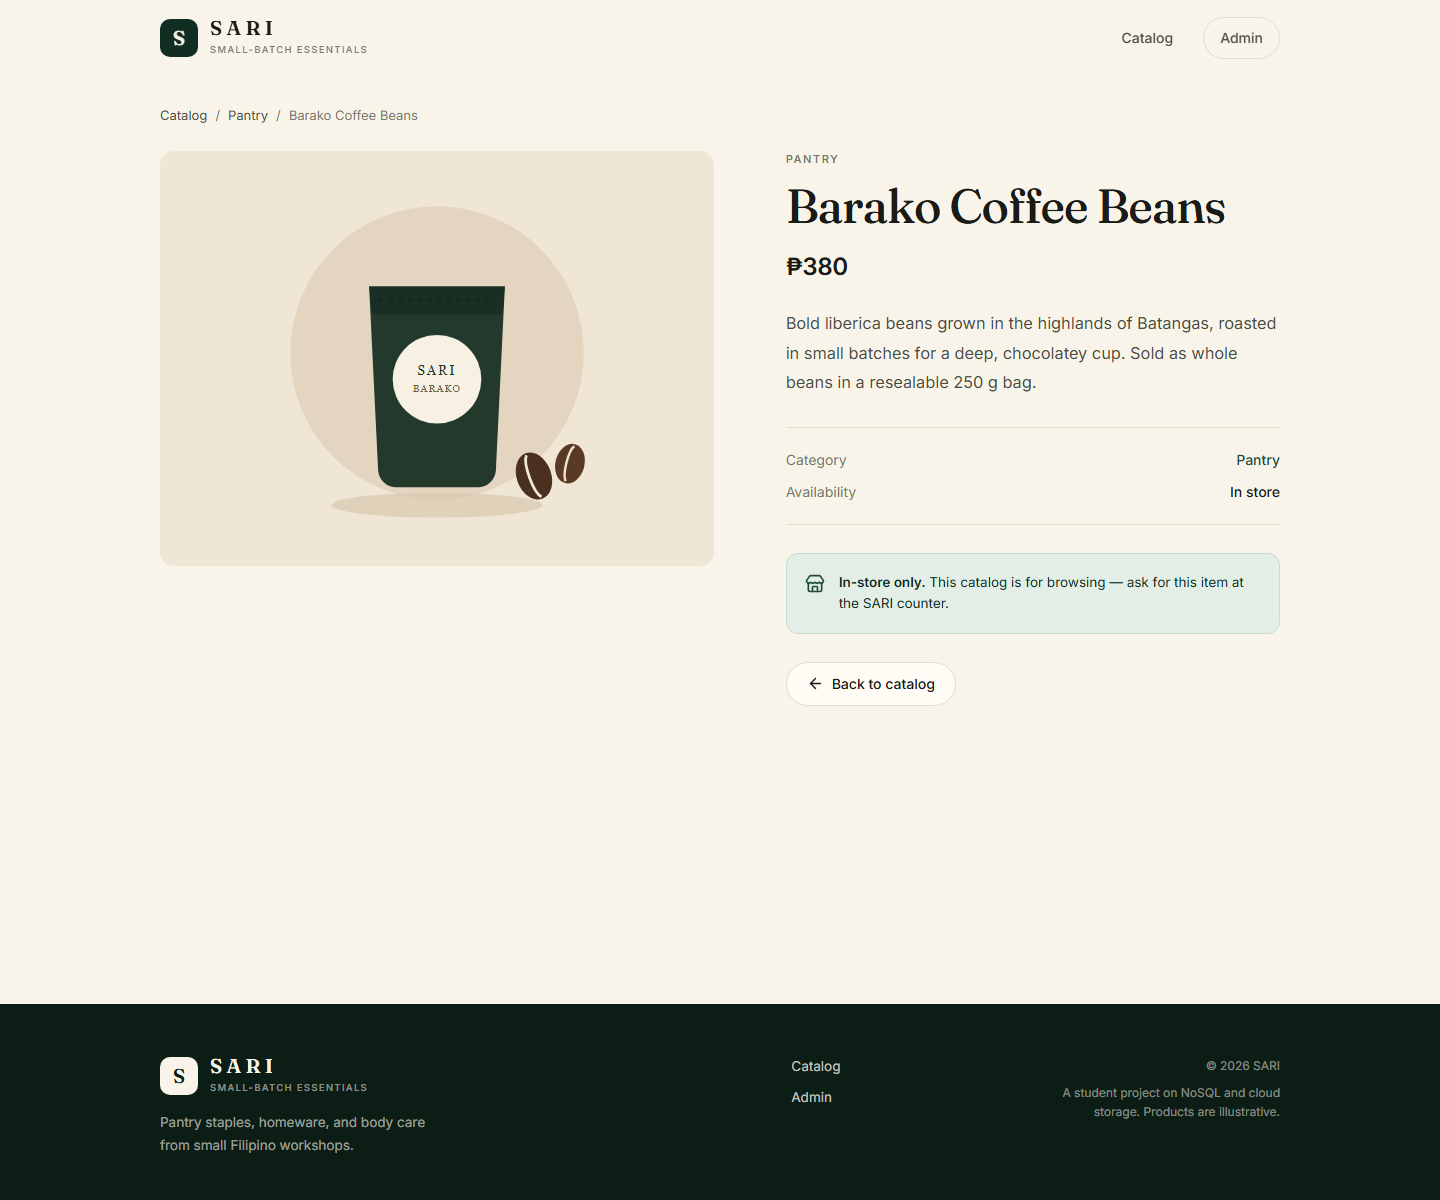 S
SARI
SMALL-BATCH ESSENTIALS
Catalog
Admin
Catalog / Pantry / Barako Coffee Beans
SARI
BARAKO
PANTRY
Barako Coffee Beans
₱380
Bold liberica beans grown in the highlands of Batangas, roasted
in small batches for a deep, chocolatey cup. Sold as whole
beans in a resealable 250 g bag.
Category
Pantry
Availability
In store
In-store only. This catalog is for browsing — ask for this item at
the SARI counter.
← Back to catalog
S
SARI
SMALL-BATCH ESSENTIALS
Pantry staples, homeware, and body care
from small Filipino workshops.
Catalog
Admin
© 2026 SARI
A student project on NoSQL and cloud
storage. Products are illustrative.